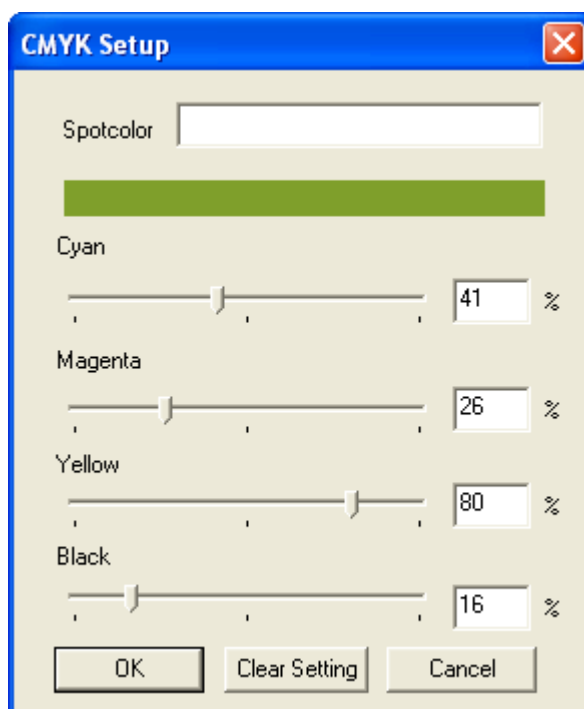 CMYK Setup
Spotcolor
Cyan
41 %
Magenta
26 %
Yellow
80 %
Black
16 %
OK Clear Setting Cancel